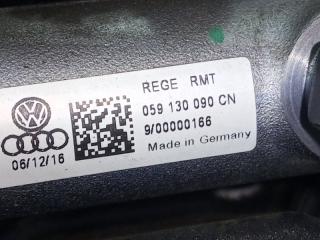 REGE RMT
059 130 090 CN
9/00000166
Made in Germany
06/12/16